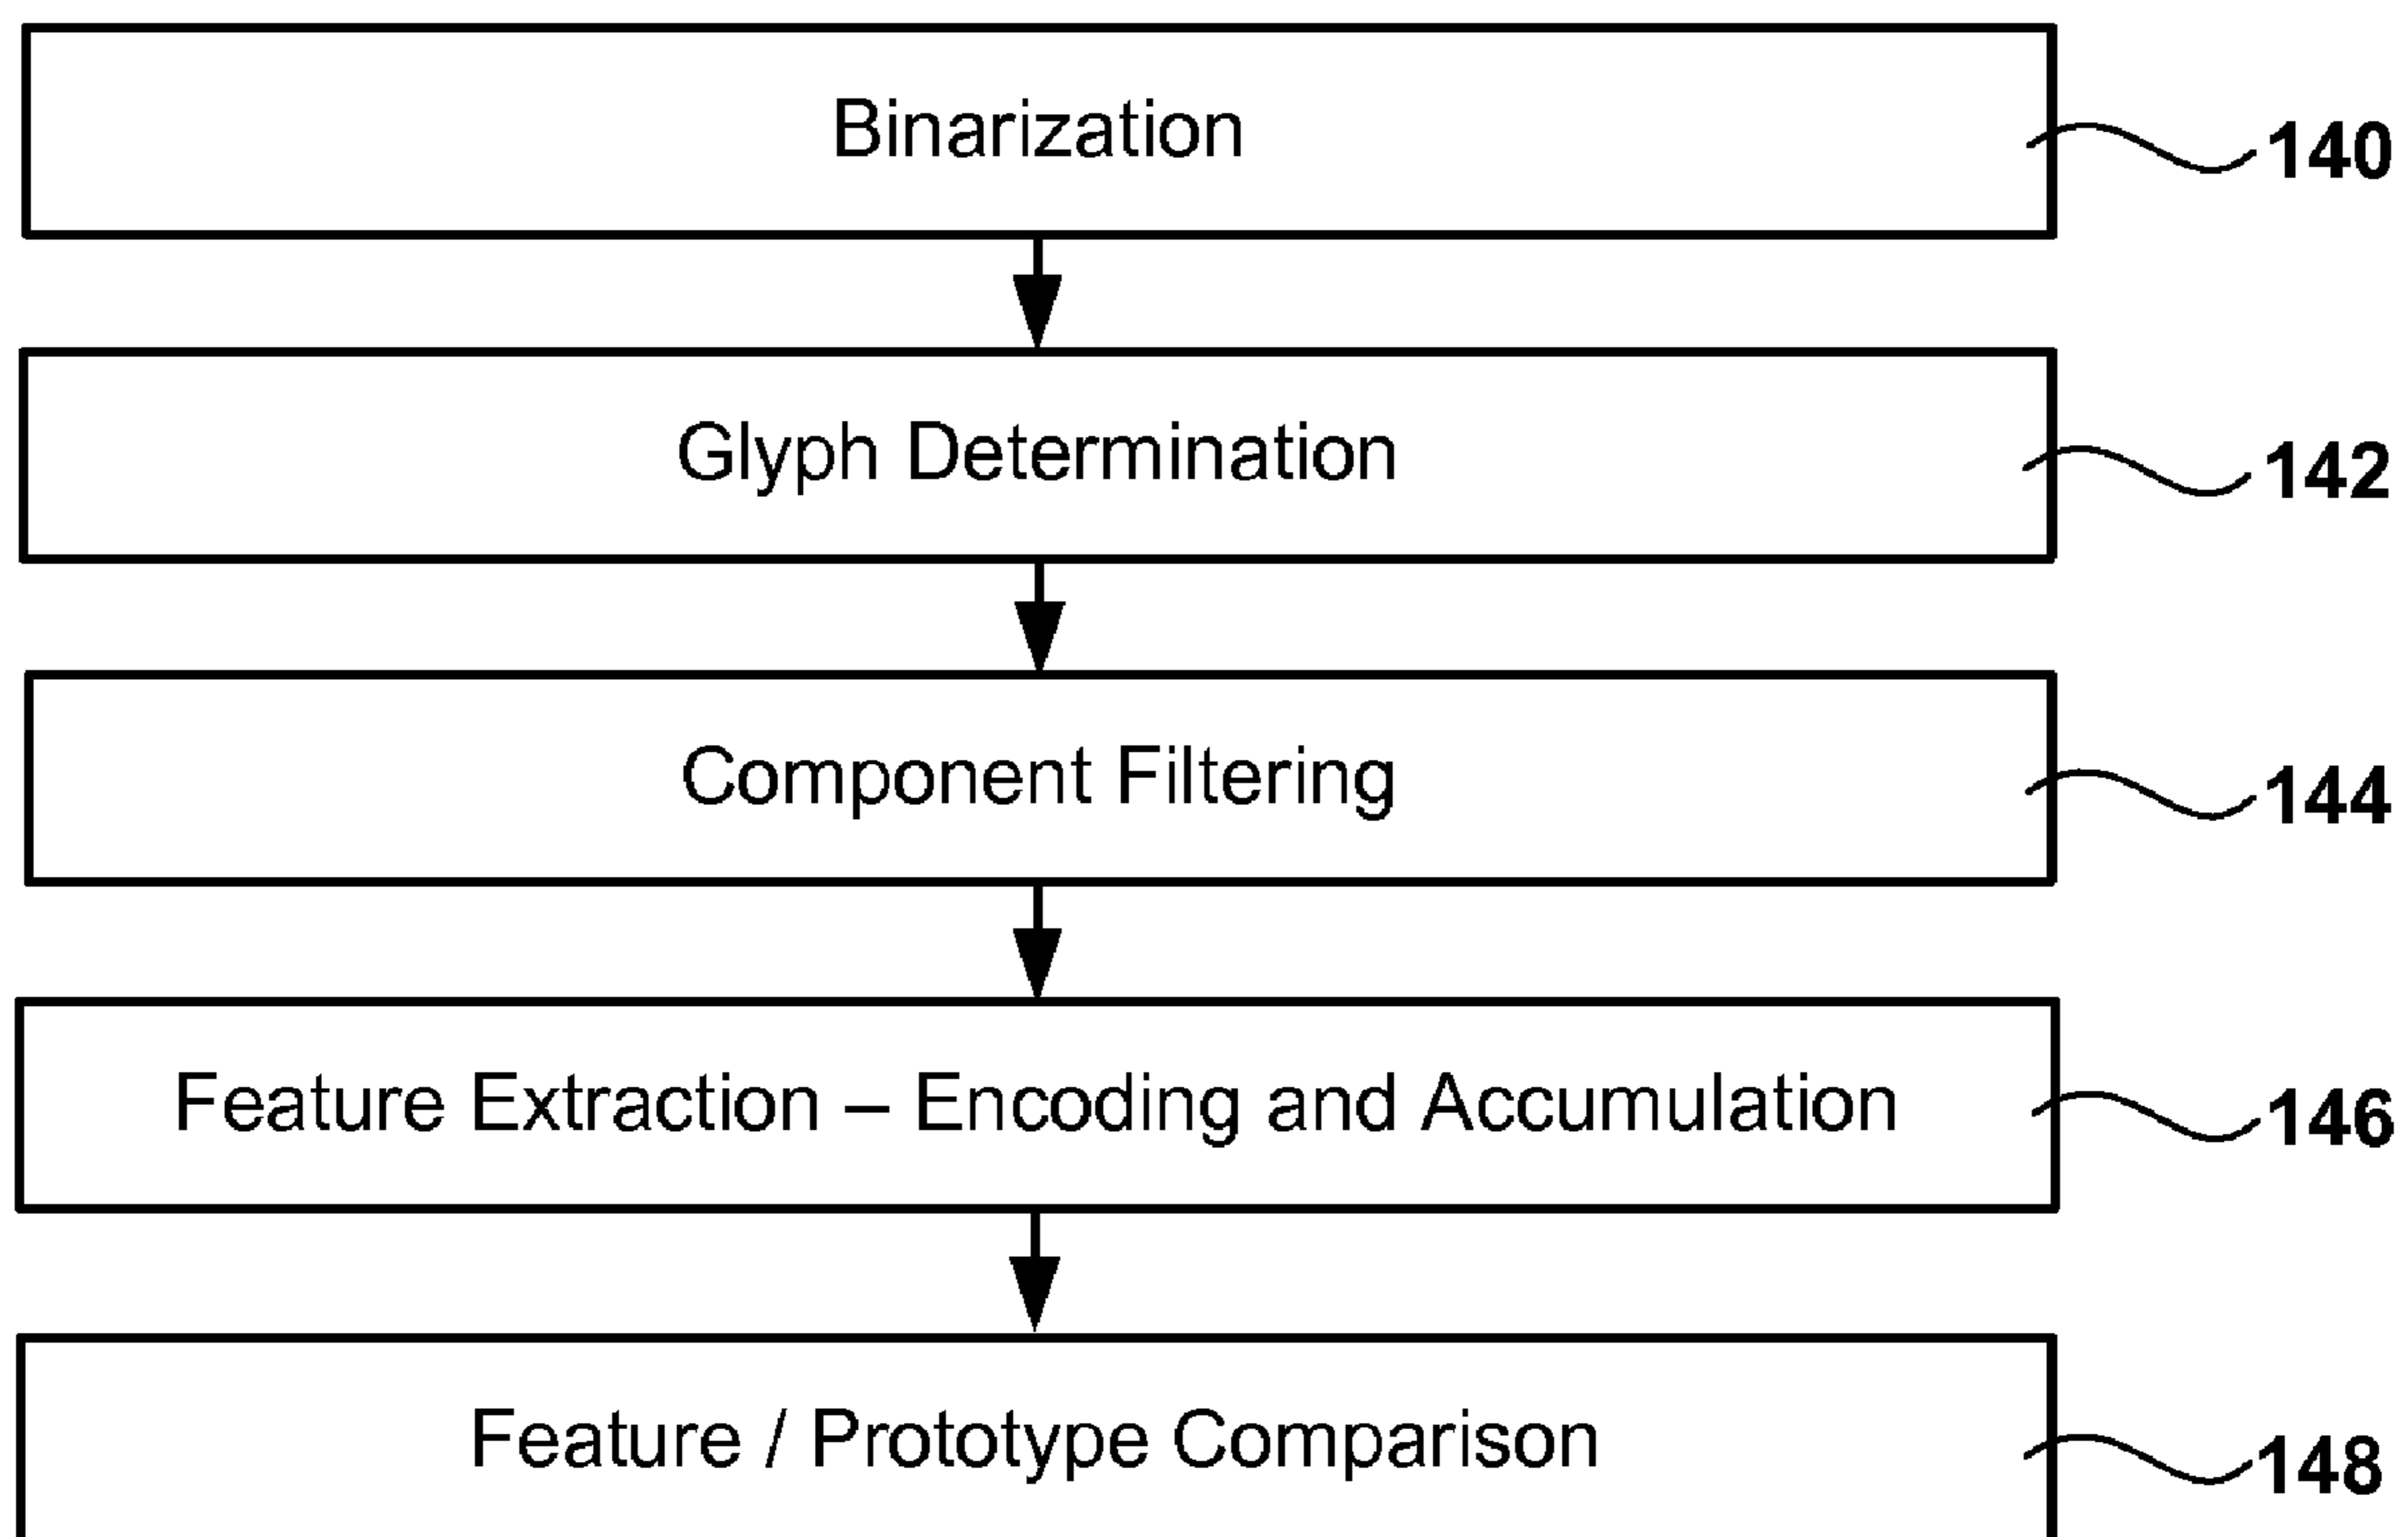 Binarization
140
Glyph Determination
142
Component Filtering
144
Feature Extraction – Encoding and Accumulation
146
Feature / Prototype Comparison
148